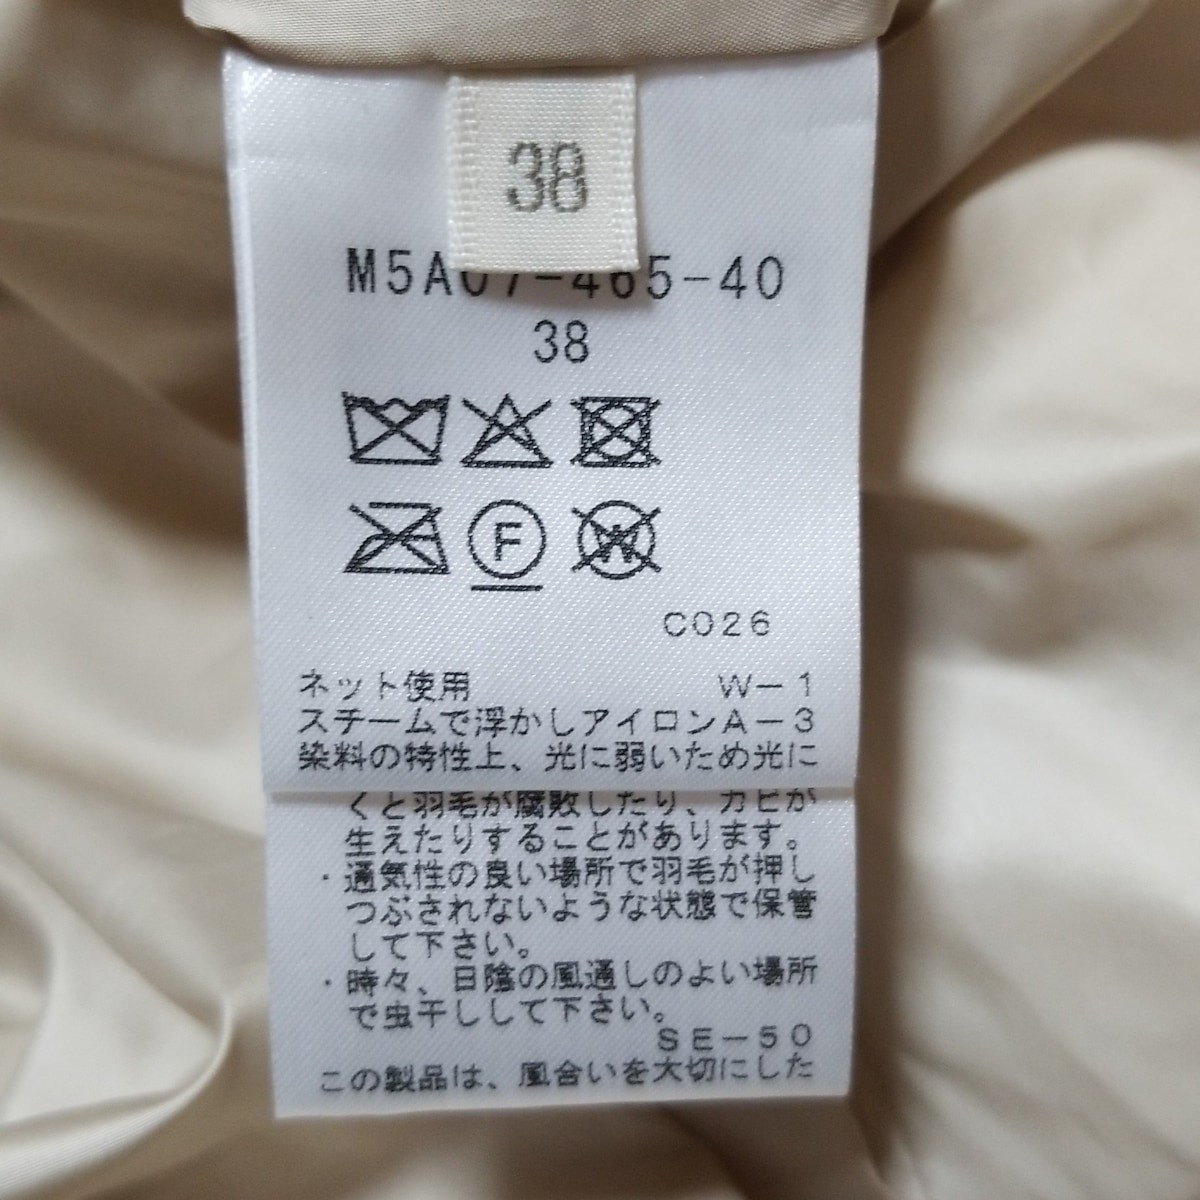 38
M5A07-465-40
38
F
W
C026
ネット使用 W-1
スチームで浮かしアイロンA-3
染料の特性上、光に弱いため光に
くと羽毛が腐敗したり、カビが
生えたりすることがあります。
・通気性の良い場所で羽毛が押し
つぶされないような状態で保管
して下さい。
・時々、日陰の風通しのよい場所
で虫干しして下さい。
SE-50
この製品は、風合いを大切にした